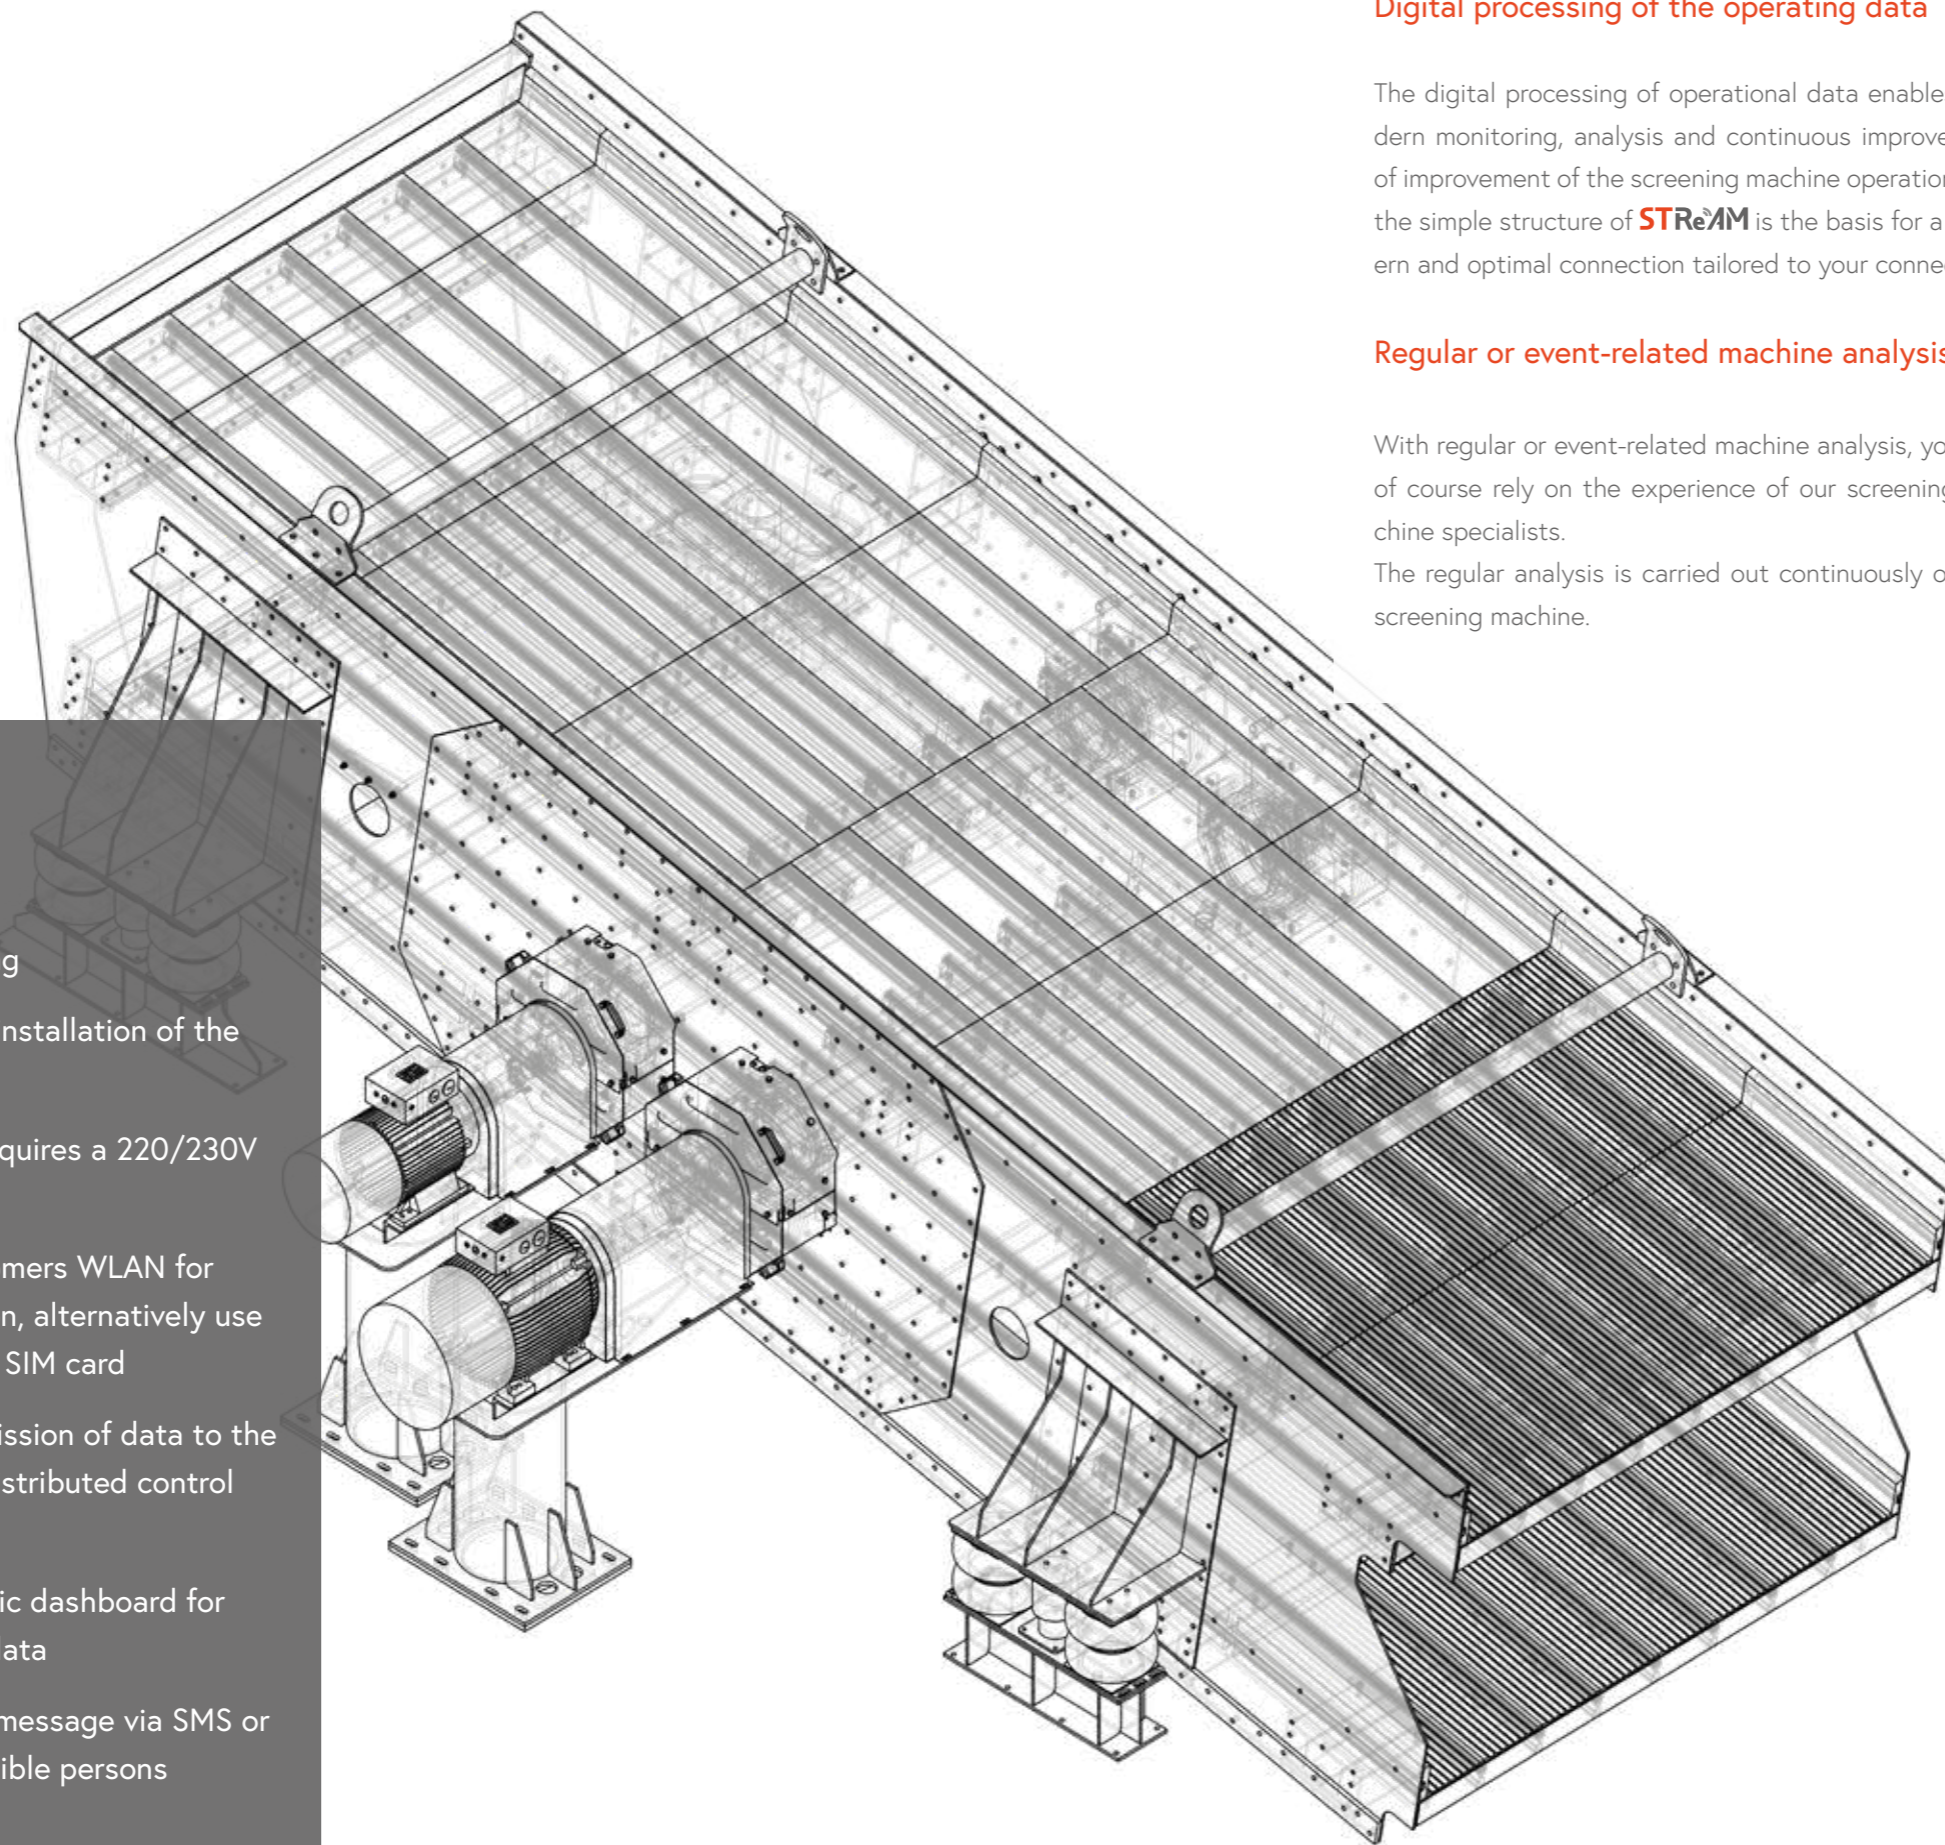 Digital processing of the operating data
The digital processing of operational data enable
dern monitoring, analysis and continuous improve
of improvement of the screening machine operation
the simple structure of STReAM is the basis for a
ern and optimal connection tailored to your conne
Regular or event-related machine analysis
With regular or event-related machine analysis, yo
of course rely on the experience of our screening
chine specialists.
The regular analysis is carried out continuously o
screening machine.
g
nstallation of the
quires a 220/230V
mers WLAN for
n, alternatively use
SIM card
ission of data to the
stributed control
ic dashboard for
data
message via SMS or
ible persons